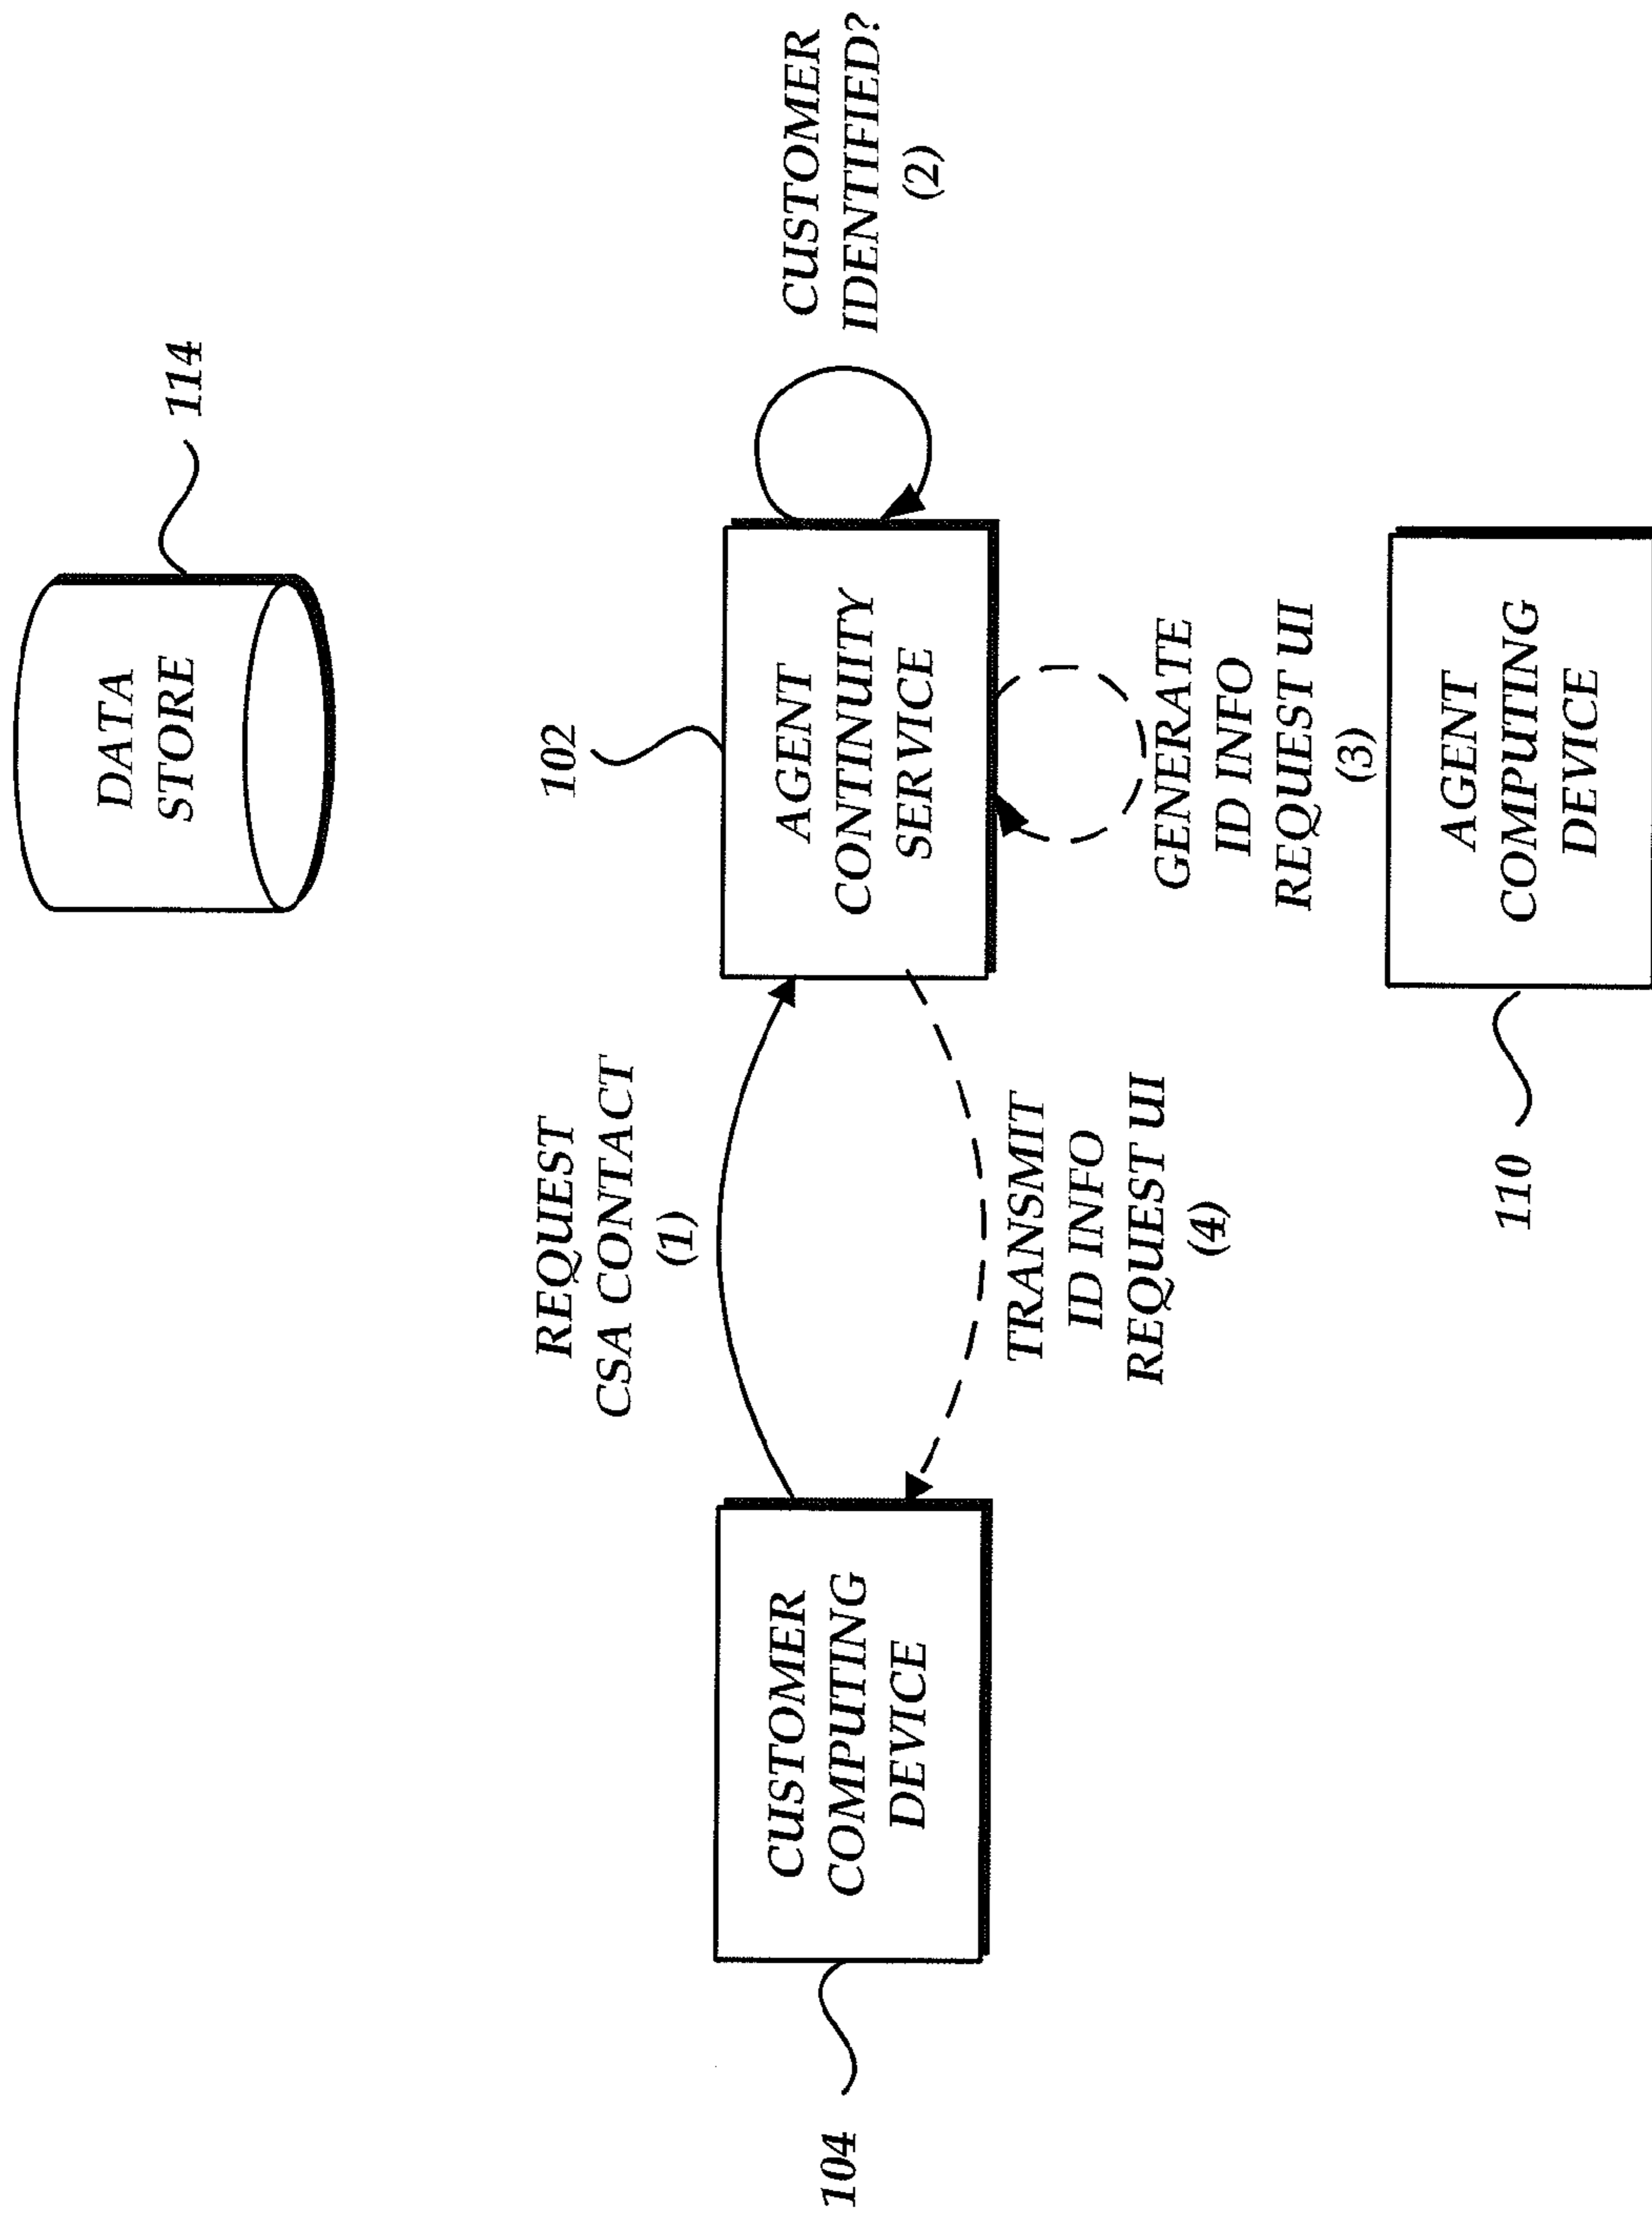 DATA
STORE
114
102
REQUEST
CSA CONTACT
(1)
CUSTOMER
COMPUTING
DEVICE
104
AGENT
CONTINUITY
SERVICE
CUSTOMER
IDENTIFIED?
(2)
TRANSMIT
ID INFO
REQUEST UI
(4)
GENERATE
ID INFO
REQUEST UI
(3)
110
AGENT
COMPUTING
DEVICE